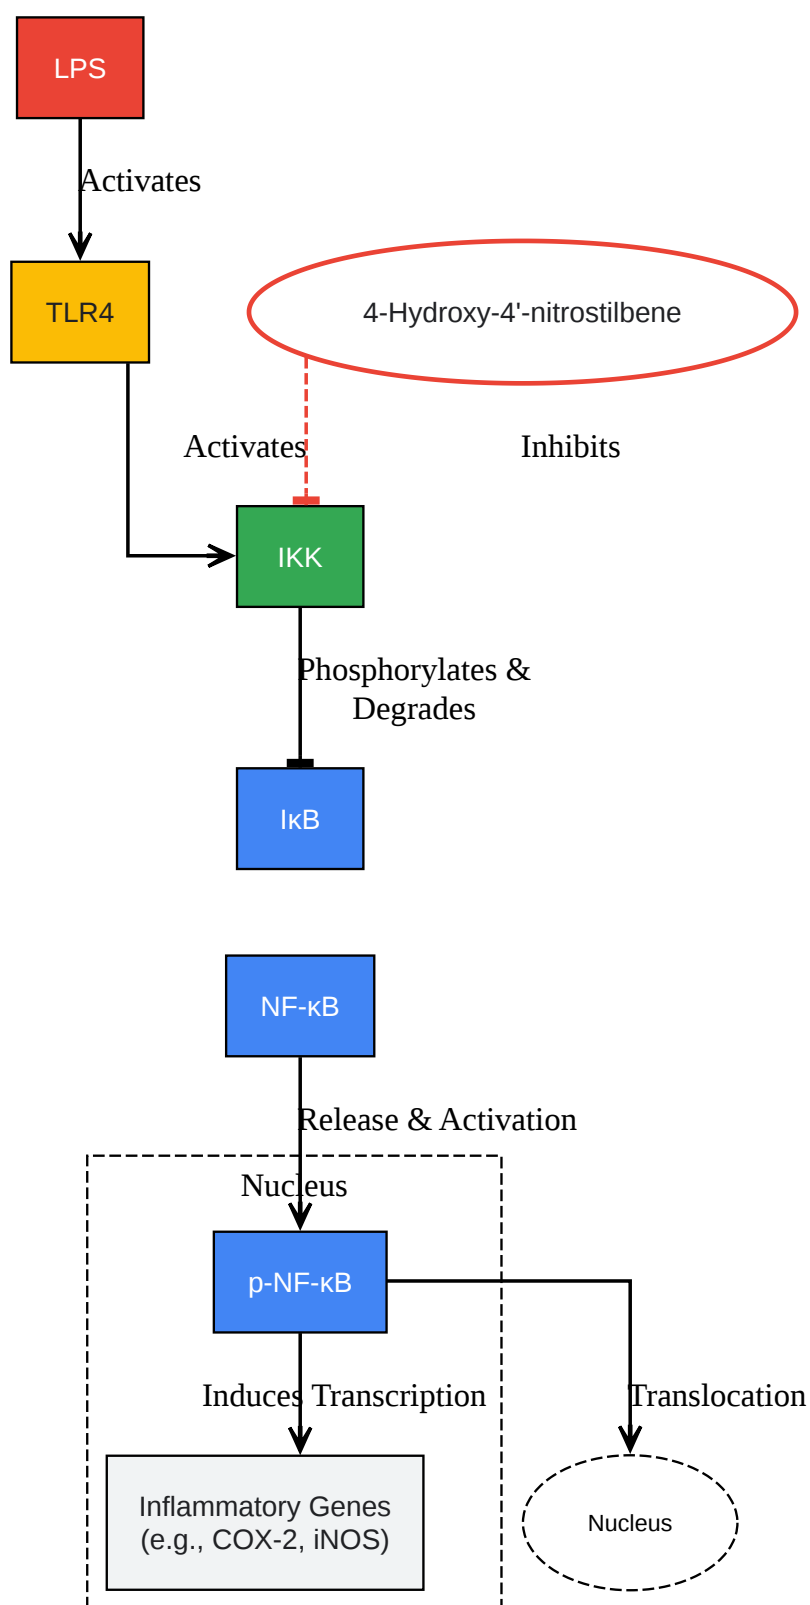 LPS
Activates
TLR4
4-Hydroxy-4'-nitrostilbene
Activates
Inhibits
IKK
Phosphorylates &
Degrades
IκB
NF-κB
Release & Activation
Nucleus
p-NF-κB
Induces Transcription
Translocation
Inflammatory Genes
(e.g., COX-2, iNOS)
Nucleus